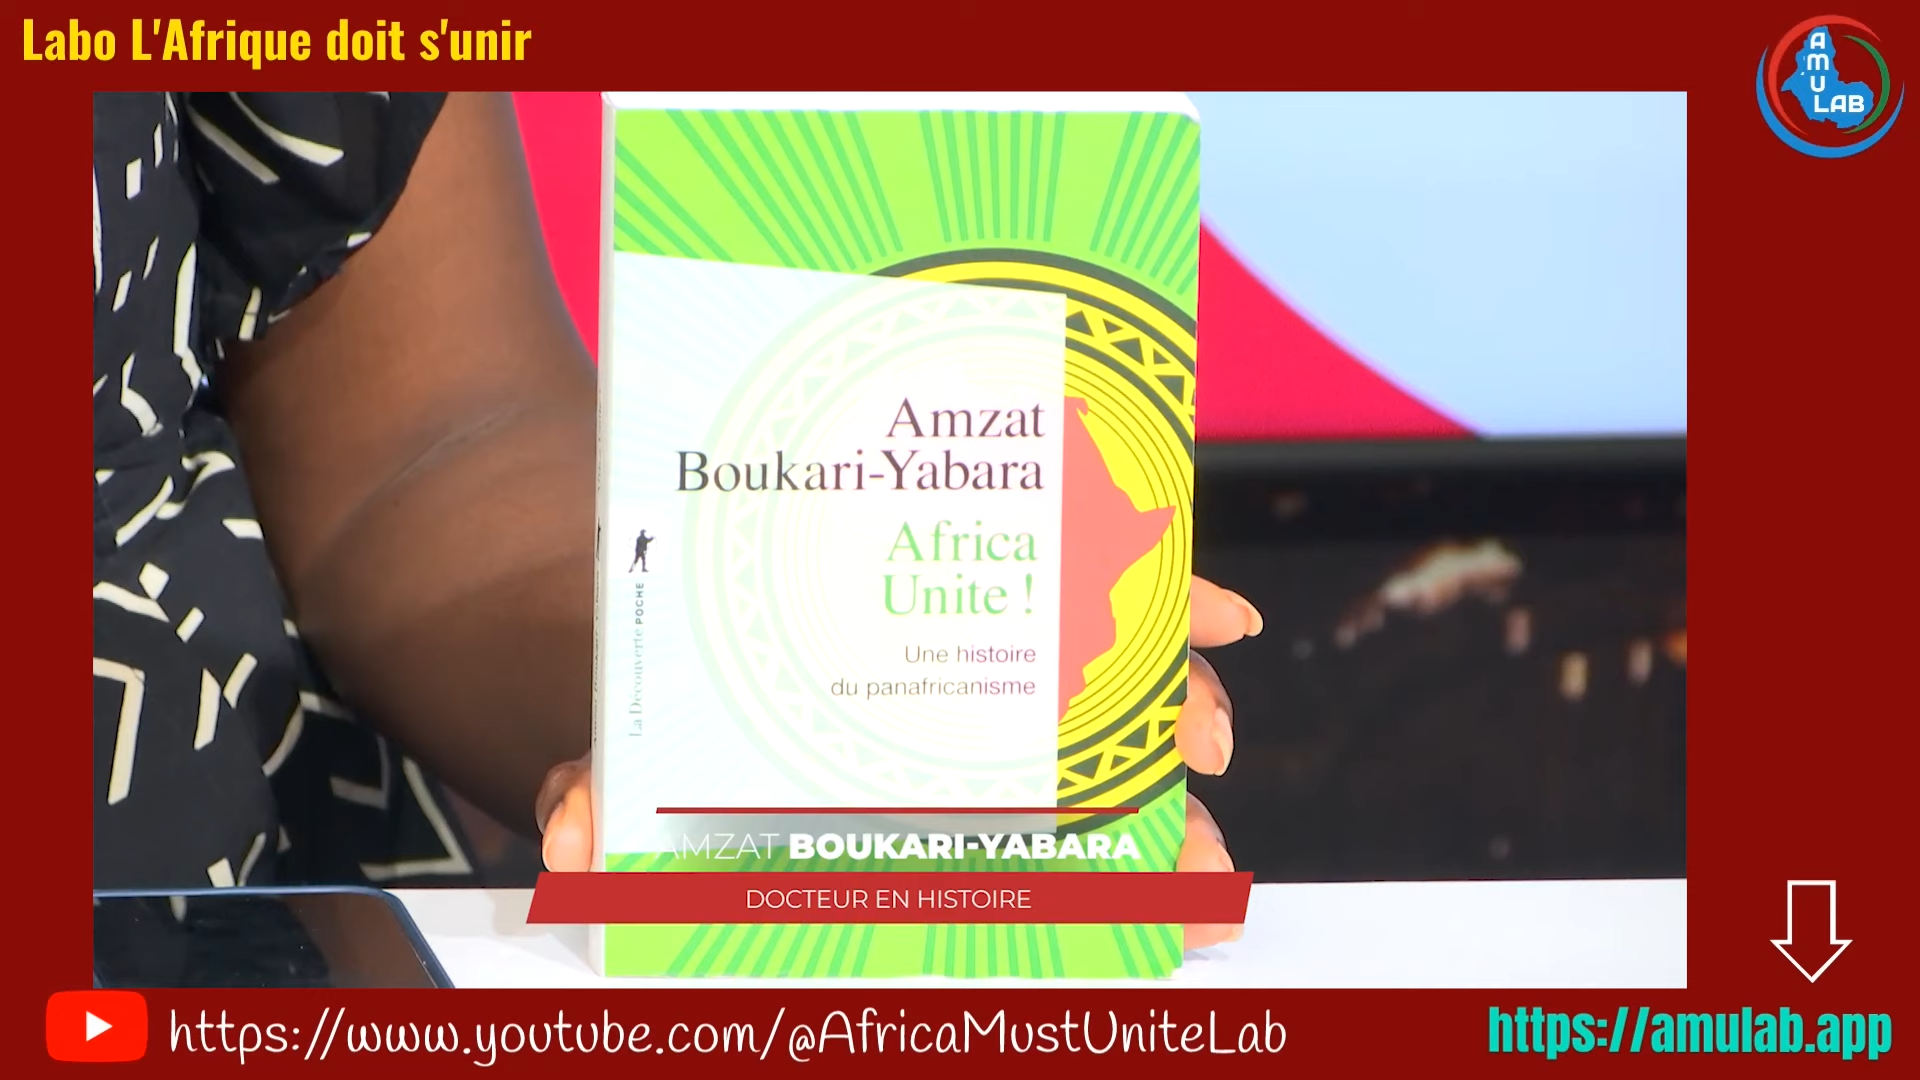 Labo L'Afrique doit s'unir
A
M
U
LAB
Amzat
Boukari-Yabara
Africa
Unite !
Une histoire
du panafricanisme
La Découverte POCHE
AMZAT BOUKARI-YABARA
DOCTEUR EN HISTOIRE
https://www.youtube.com/@AfricaMustUniteLab
https://amulab.app